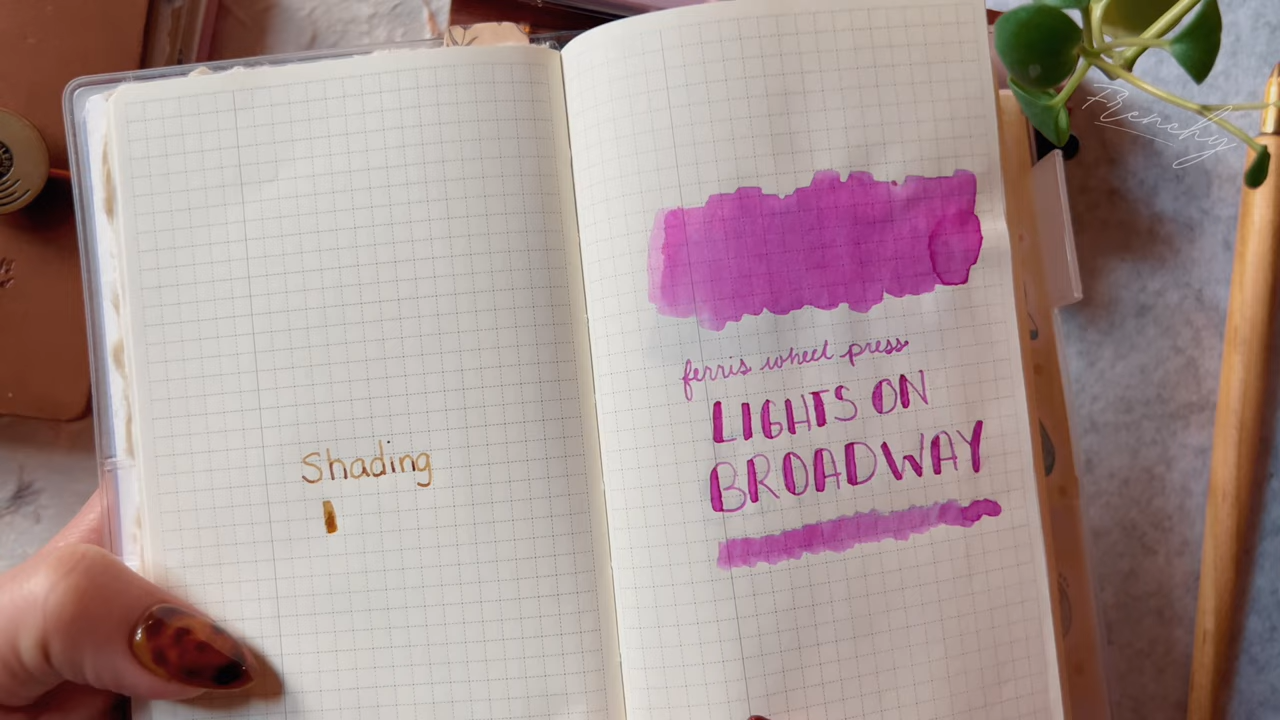 Shading
ferris wheel press
LIGHTS ON
BROADWAY
Frenchy